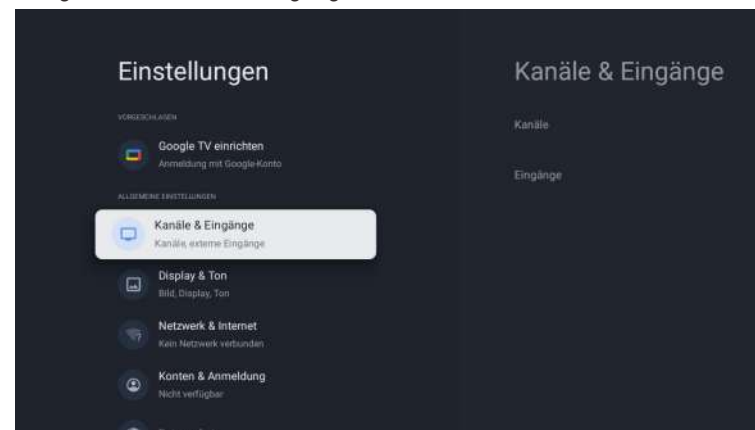 Einstellungen
VORGESCHLAGEN
Google TV einrichten
Anmeldung mit Google-Konto
ALLGEMEINE EINSTELLUNGEN
Kanäle & Eingänge
Kanäle, externe Eingänge
Display & Ton
Bild, Display, Ton
Netzwerk & Internet
Kein Netzwerk verbunden
Konten & Anmeldung
Nicht verfügbar
Kanäle & Eingänge
Kanäle
Eingänge